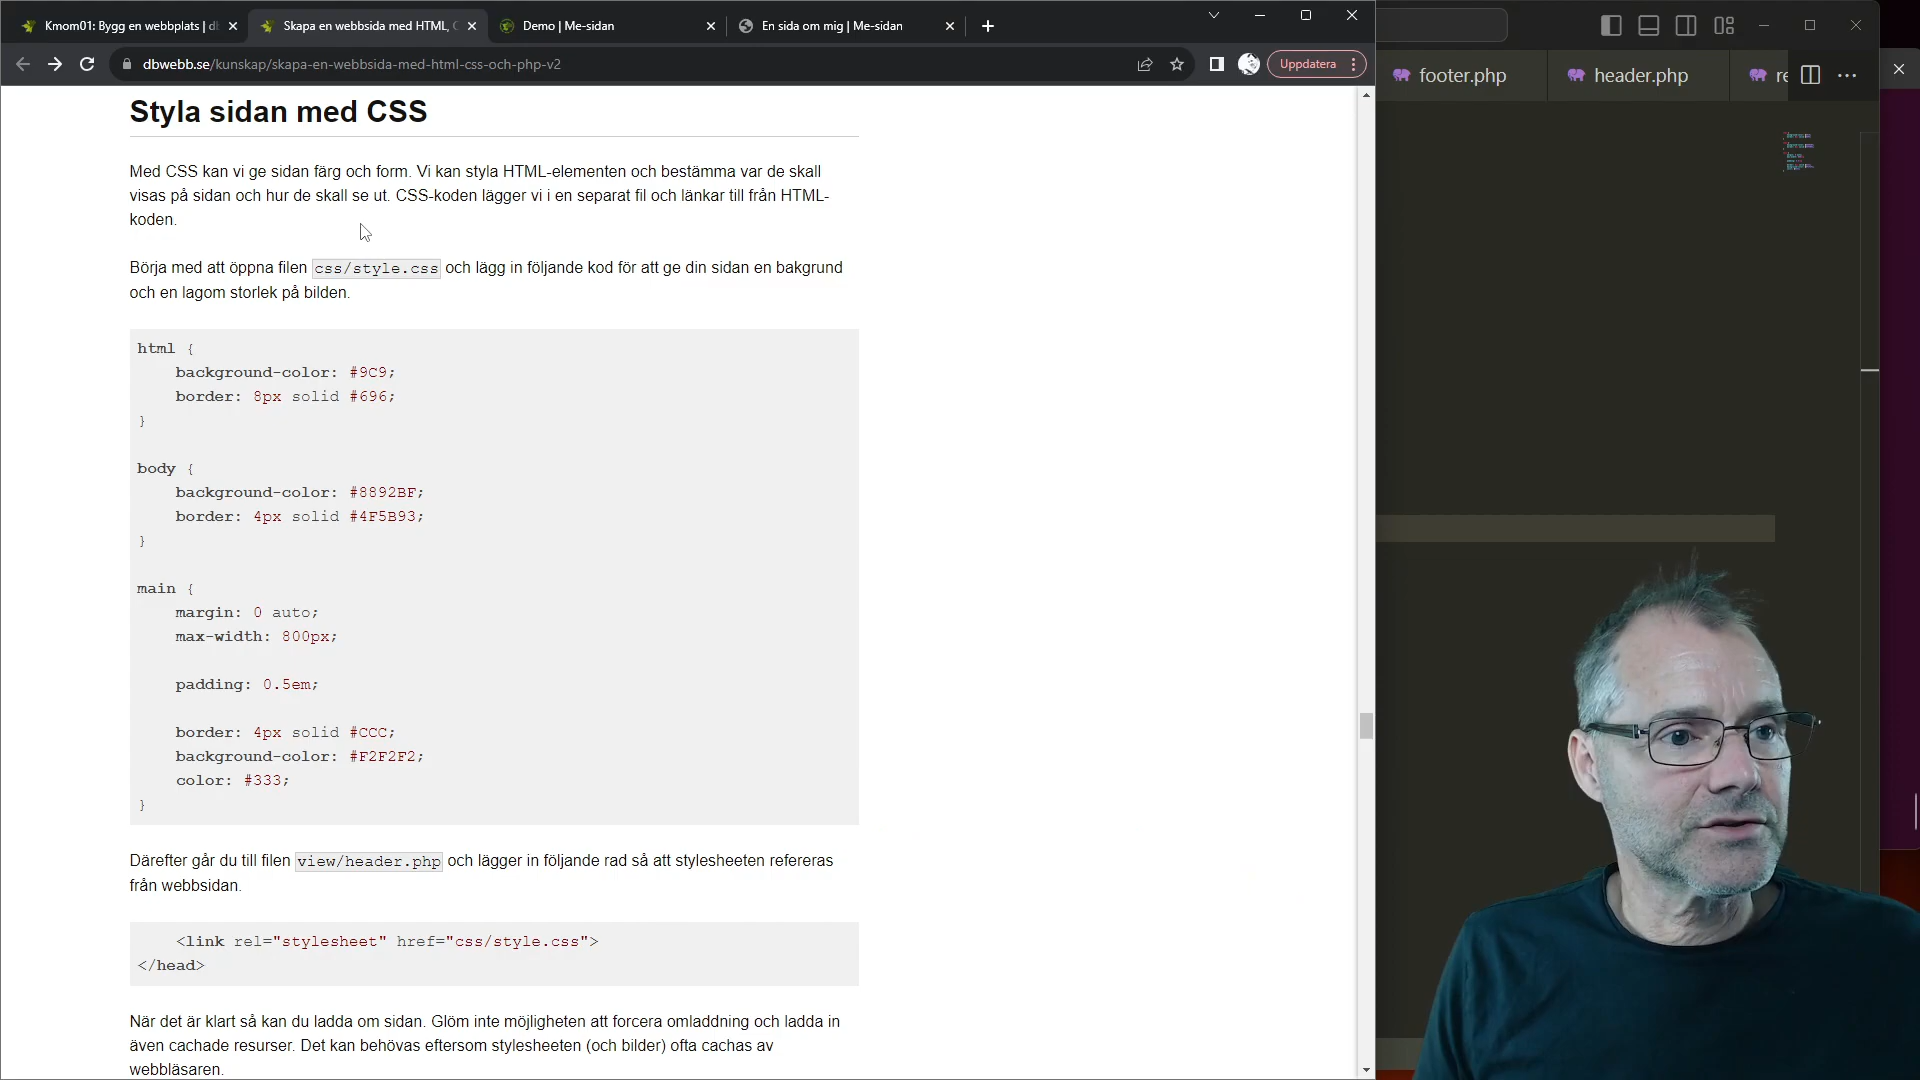 Kmom01: Bygg en webbplats | db
Skapa en webbsida med HTML, C
Demo | Me-sidan
En sida om mig | Me-sidan
dbwebb.se/kunskap/skapa-en-webbsida-med-html-css-och-php-v2
Uppdatera
footer.php
header.php
re
Styla sidan med CSS
Med CSS kan vi ge sidan färg och form. Vi kan styla HTML-elementen och bestämma var de skall
visas på sidan och hur de skall se ut. CSS-koden lägger vi i en separat fil och länkar till från HTML-
koden.
Börja med att öppna filen css/style.css och lägg in följande kod för att ge din sidan en bakgrund
och en lagom storlek på bilden.
html {
background-color: #9C9;
border: 8px solid #696;
}
body {
background-color: #8892BF;
border: 4px solid #4F5B93;
}
main {
margin: 0 auto;
max-width: 800px;
padding: 0.5em;
border: 4px solid #CCC;
background-color: #F2F2F2;
color: #333;
}
Därefter går du till filen view/header.php och lägger in följande rad så att stylesheeten refereras
från webbsidan.
<link rel="stylesheet" href="css/style.css">
</head>
När det är klart så kan du ladda om sidan. Glöm inte möjligheten att forcera omladdning och ladda in
även cachade resurser. Det kan behövas eftersom stylesheeten (och bilder) ofta cachas av
webbläsaren.